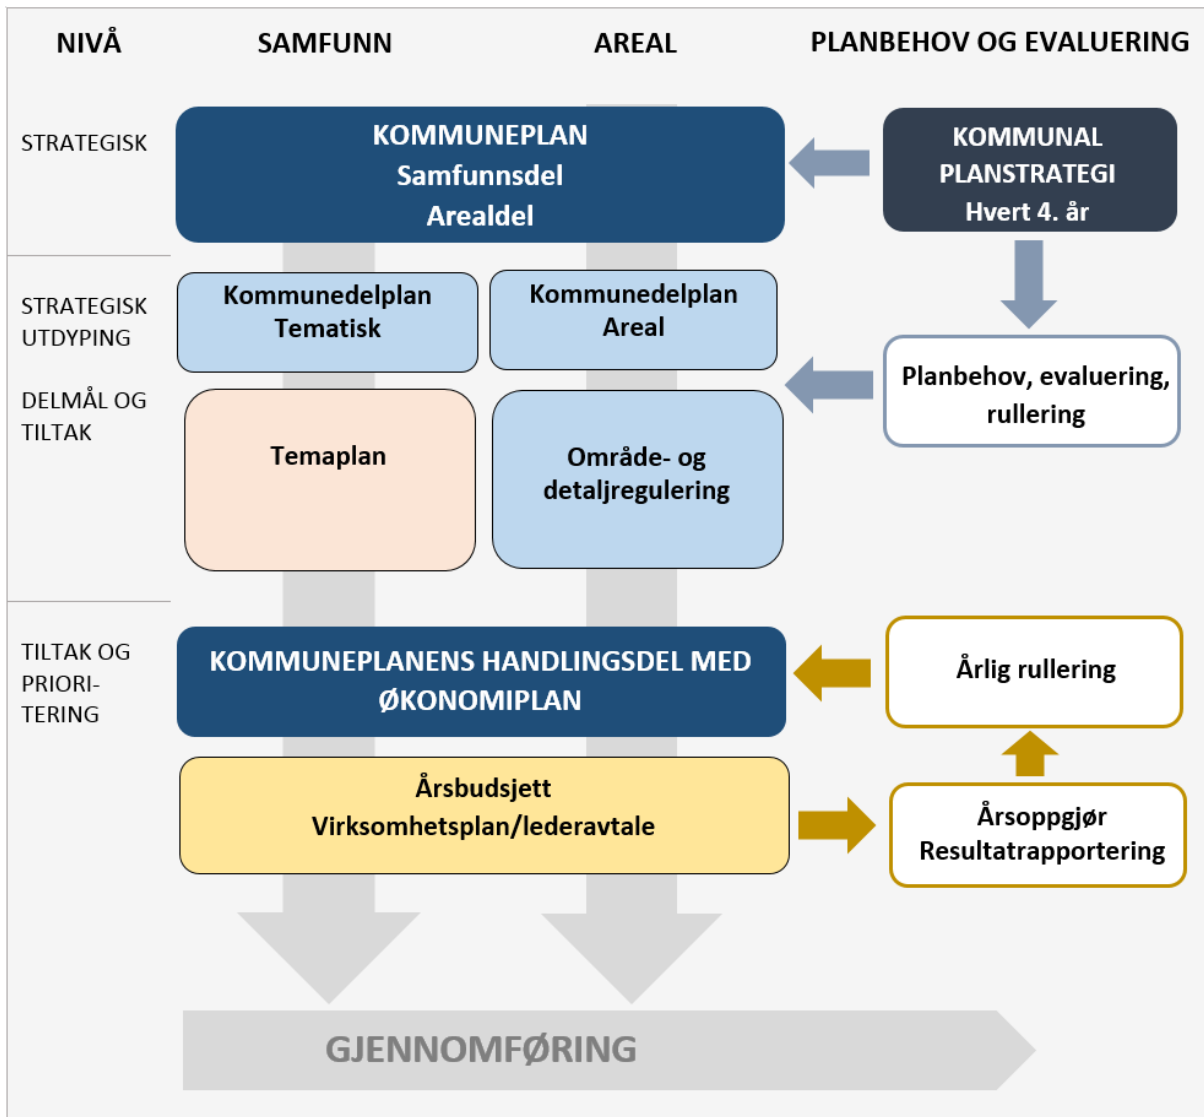 NIVÅ
SAMFUNN
AREAL
PLANBEHOV OG EVALUERING
STRATEGISK
KOMMUNEPLAN
Samfunnsdel
Arealdel
KOMMUNAL
PLANSTRATEGI
Hvert 4. år
STRATEGISK
UTDYPING
Kommunedelplan
Tematisk
Kommunedelplan
Areal
Planbehov, evaluering,
rullering
DELMÅL OG
TILTAK
Temaplan
Område- og
detaljregulering
TILTAK OG
PRIORI-
TERING
KOMMUNEPLANENS HANDLINGSDEL MED
ØKONOMIPLAN
Årlig rullering
Årsbudsjett
Virksomhetsplan/lederavtale
Årsoppgjør
Resultatrapportering
GJENNOMFØRING